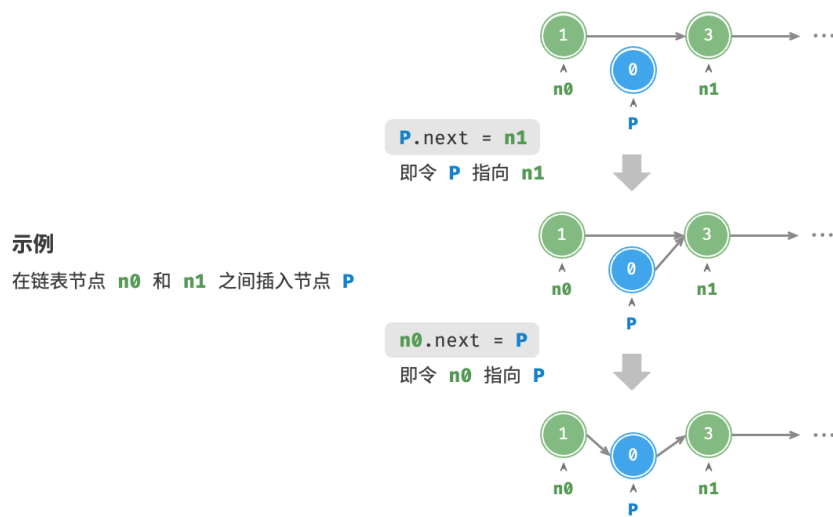 1 3 ...
0
n0 n1
P
P.next = n1
即令 P 指向 n1
示例
在链表节点 n0 和 n1 之间插入节点 P
1 3 ...
0
n0 n1
P
n0.next = P
即令 n0 指向 P
1 3 ...
0
n0 n1
P